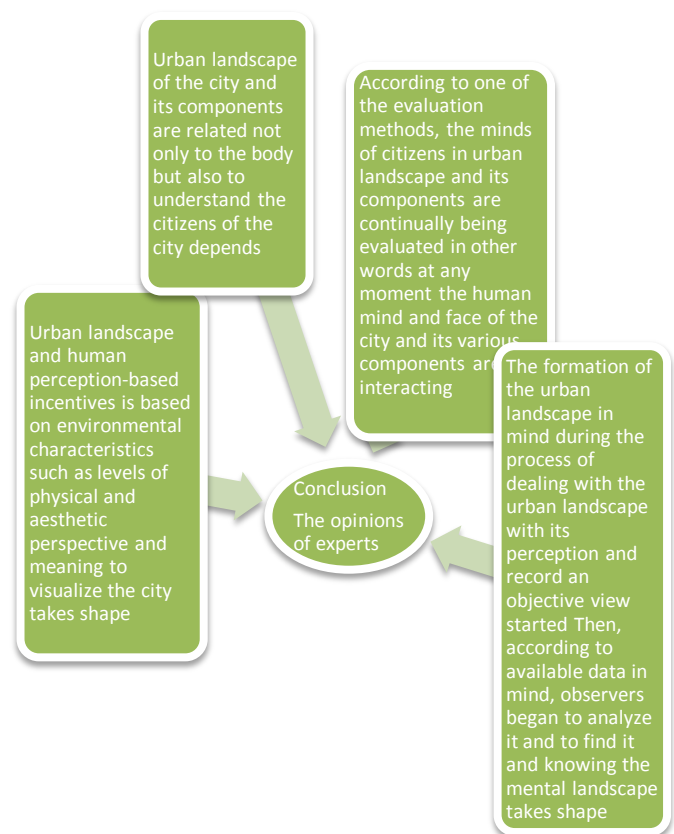 Urban landscape
of the city and
its components
are related not
only to the body
but also to
understand the
citizens of the
city depends
According to one of
the evaluation
methods, the minds
of citizens in urban
landscape and its
components are
continually being
evaluated in other
words at any
moment the human
mind and face of the
city and its various
components are
interacting
Urban landscape
and human
perception-based
incentives is based
on environmental
characteristics
such as levels of
physical and
aesthetic
perspective and
meaning to
visualize the city
takes shape
The formation of
the urban
landscape in
mind during the
process of
dealing with the
urban landscape
with its
perception and
record an
objective view
started Then,
according to
available data in
mind, observers
began to analyze
it and to find it
and knowing the
mental landscape
takes shape
Conclusion
The opinions
of experts